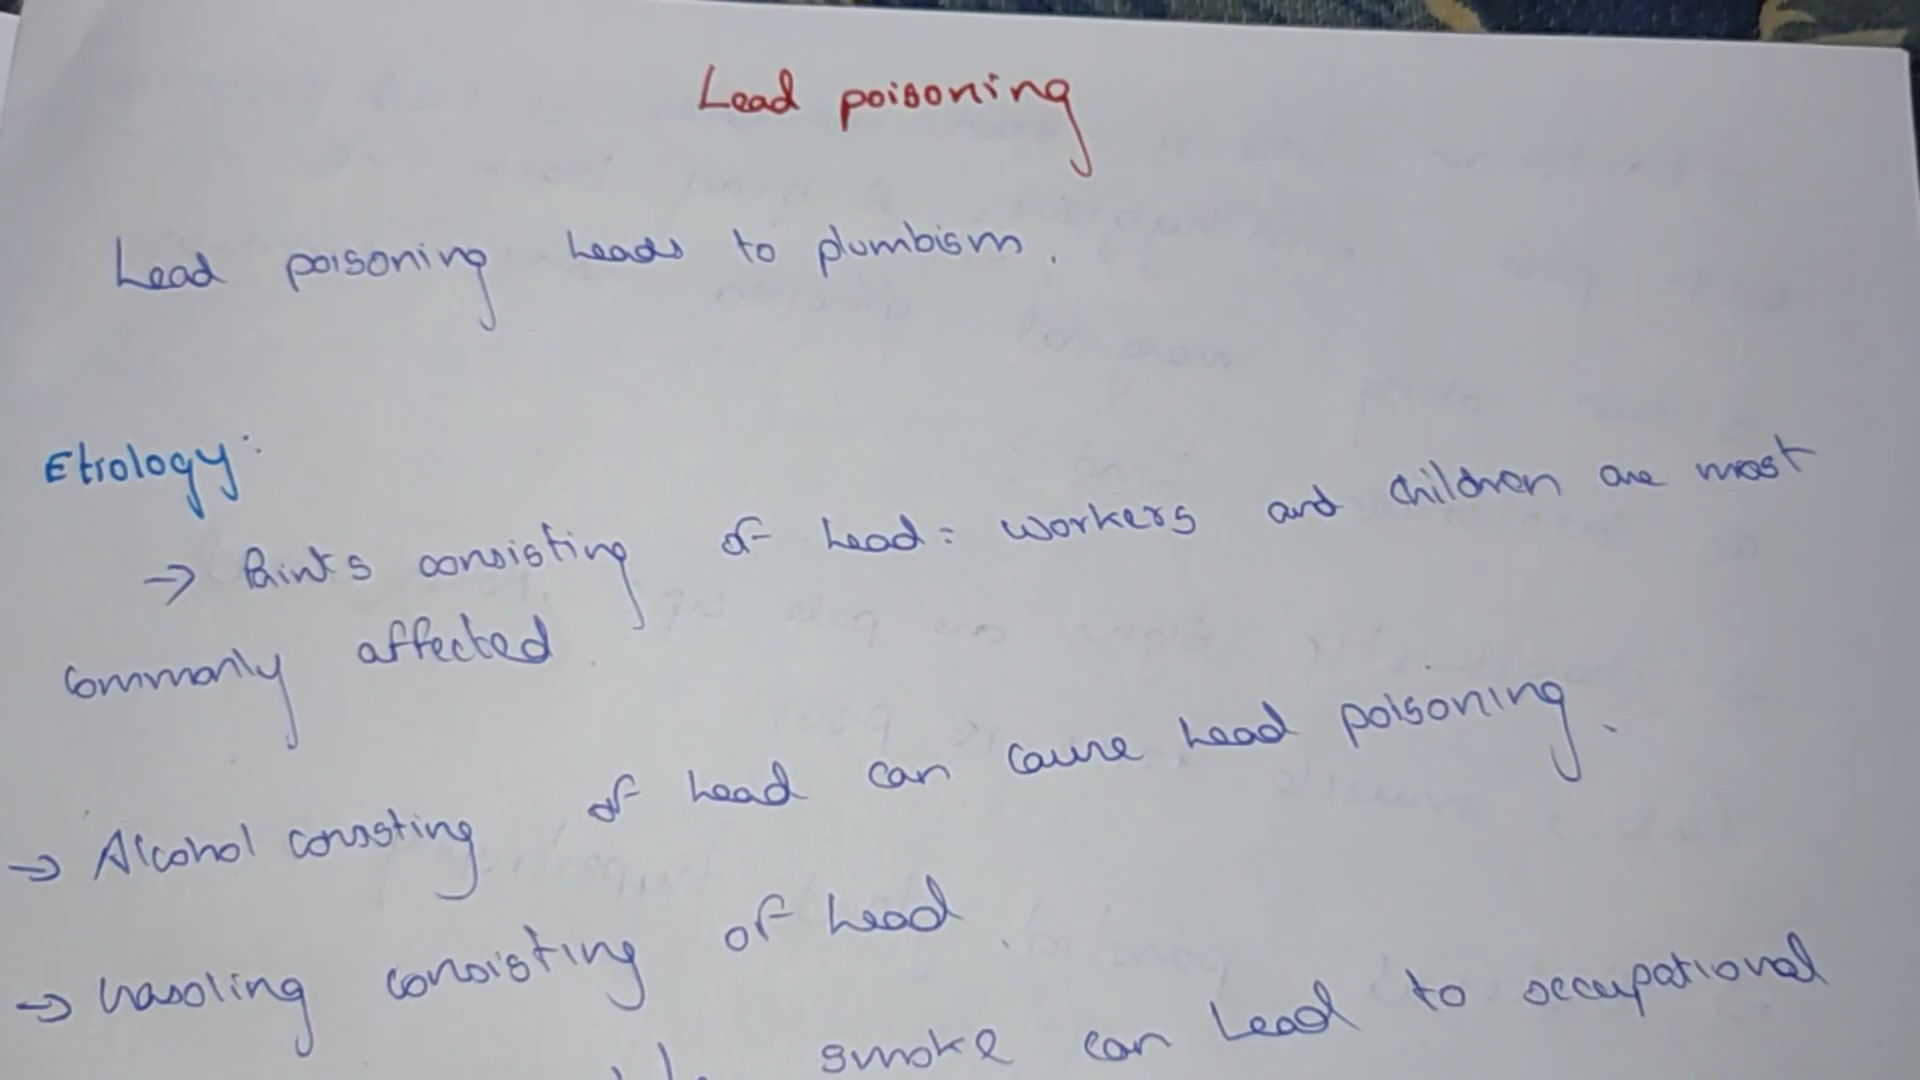 Lead poisoning
Lead poisoning leads to plumbism.
Etiology:
→ Paints consisting of lead: workers and children are most
commonly affected
→ Alcohol consisting of lead can cause lead poisoning.
→ Gasoling consisting of lead.
smoke can lead to occupational